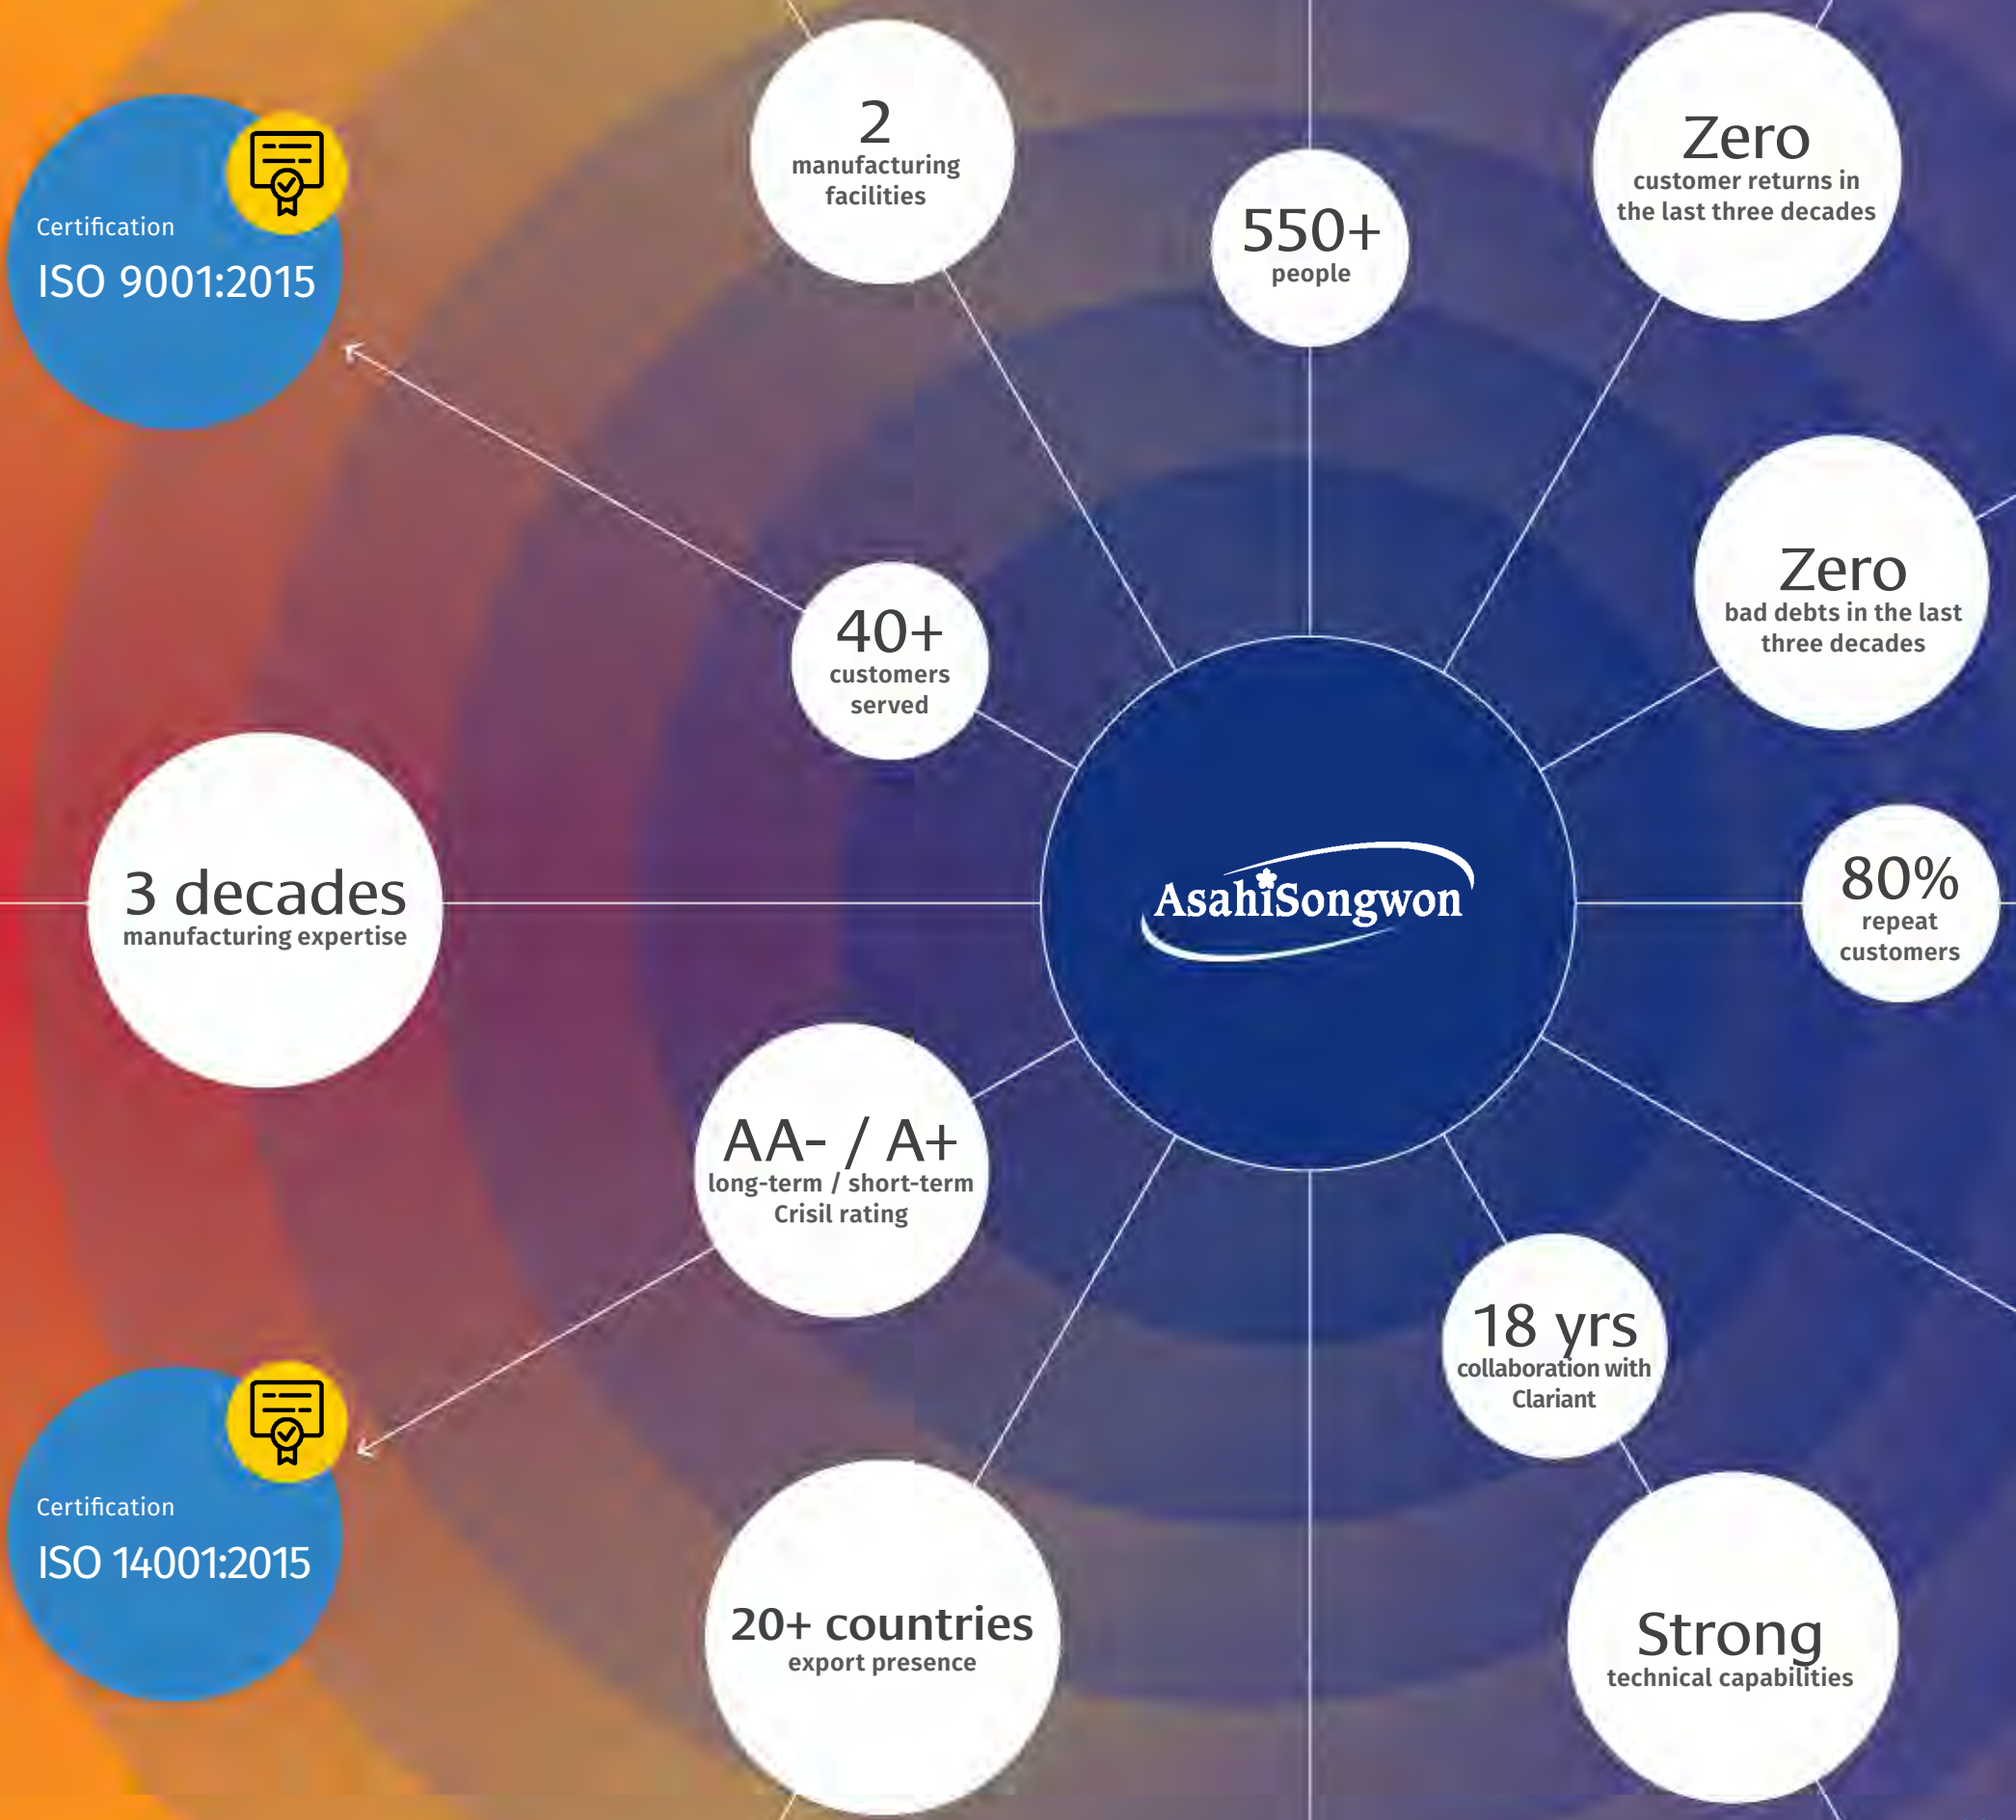 2
manufacturing
facilities
Zero
customer returns in
the last three decades
550+
people
Certification
ISO 9001:2015
Zero
bad debts in the last
three decades
40+
customers
served
3 decades
manufacturing expertise
AsahiSongwon
80%
repeat
customers
AA- / A+
long-term / short-term
Crisil rating
18 yrs
collaboration with
Clariant
Certification
ISO 14001:2015
20+ countries
export presence
Strong
technical capabilities